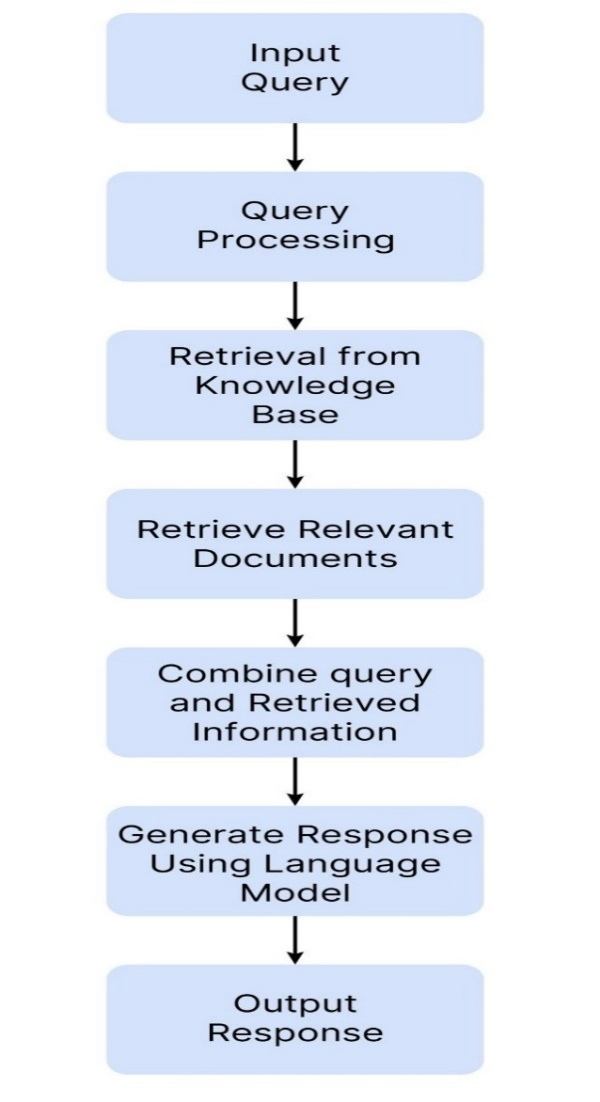 Input
Query
Query
Processing
Retrieval from
Knowledge
Base
Retrieve Relevant
Documents
Combine query
and Retrieved
Information
Generate Response
Using Language
Model
Output
Response